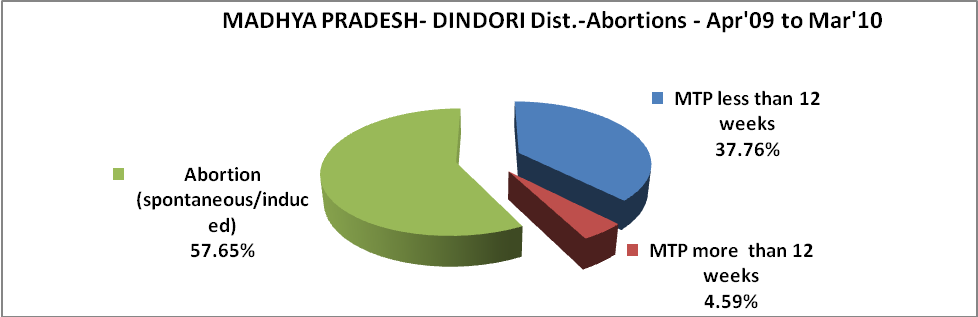 MADHYA PRADESH- DINDORI Dist.-Abortions - Apr'09 to Mar'10
MTP less than 12
weeks
37.76%
Abortion
(spontaneous/induc
ed)
57.65%
MTP more  than 12
weeks
4.59%